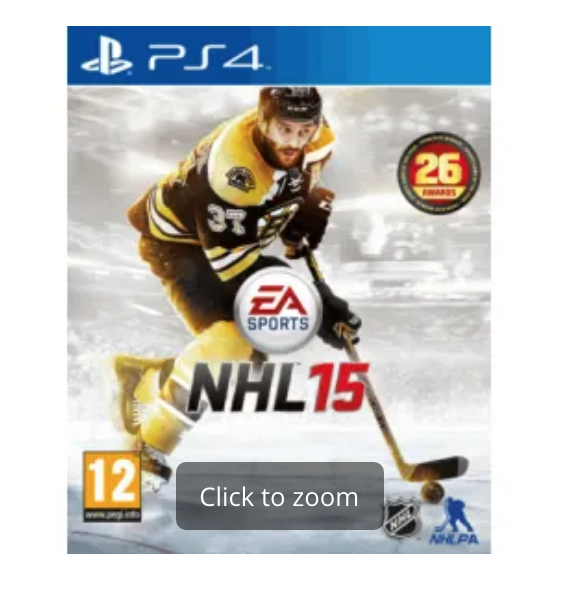 PS4
26
AWARDS
37
EA
SPORTS
NHL15
12
www.pegi.info
Click to zoom
NHL
NHLPA